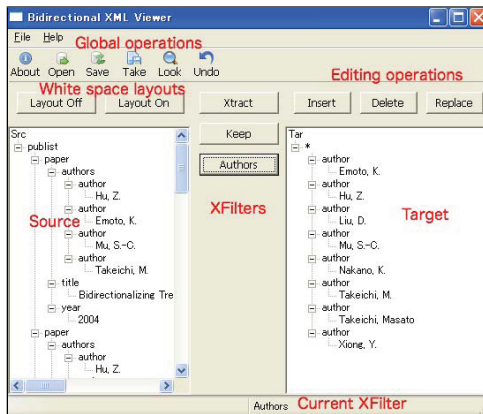 Bidirectional XML Viewer
File Help
Global operations
About Open Save Take Look Undo
Editing operations
White space layouts
Layout Off Layout On Xtract Insert Delete Replace
Keep
Authors
XFilters
Src
publist
paper
authors
author
Hu, Z.
author
Source
Emoto, K.
author
Mu, S.-C.
author
Takeichi, M.
title
Bidirectionalizing Tre
year
2004
paper
authors
author
Hu, Z.
Tar
*
author
Emoto, K.
author
Hu, Z.
author
Liu, D.
Target
author
Mu, S.-C.
author
Nakano, K.
author
Takeichi, M.
author
Takeichi, Masato
author
Xiong, Y.
Authors Current XFilter